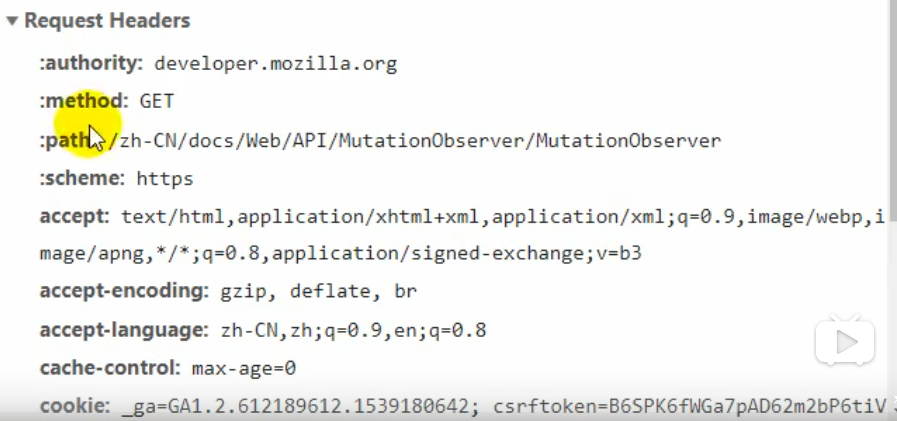 Request Headers
:authority: developer.mozilla.org
:method: GET
:path: /zh-CN/docs/Web/API/MutationObserver/MutationObserver
:scheme: https
accept: text/html,application/xhtml+xml,application/xml;q=0.9,image/webp,i
mage/apng,*/*;q=0.8,application/signed-exchange;v=b3
accept-encoding: gzip, deflate, br
accept-language: zh-CN,zh;q=0.9,en;q=0.8
cache-control: max-age=0
cookie: _ga=GA1.2.612189612.1539180642; csrftoken=B6SPK6fWGa7pAD62m2bP6tiV